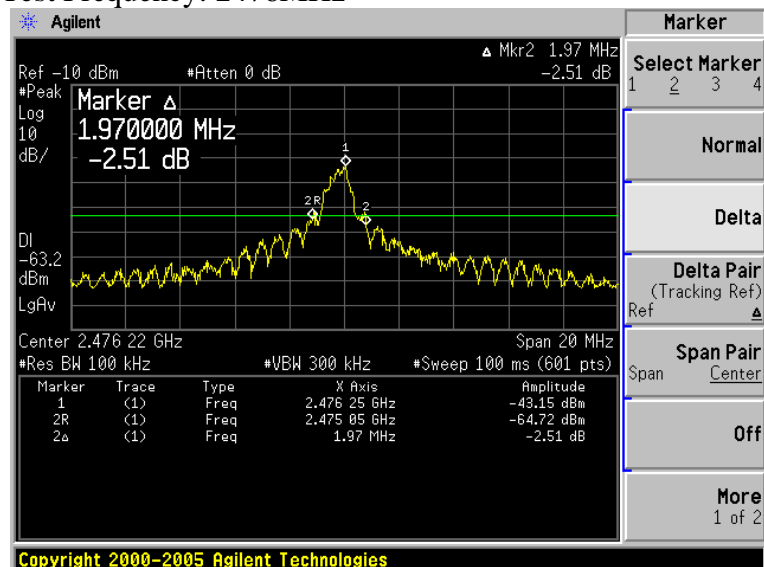 Agilent
Marker
▵ Mkr2 1.97 MHz
Ref -10 dBm #Atten 0 dB -2.51 dB
#Peak
Log
10
dB/
Marker ▵
1.970000 MHz
-2.51 dB
1
2R
2
DI
-63.2
dBm
LgAv
Center 2.476 22 GHz Span 20 MHz
#Res BW 100 kHz #VBW 300 kHz #Sweep 100 ms (601 pts)
Marker Trace Type X Axis Amplitude
1 (1) Freq 2.476 25 GHz -43.15 dBm
2R (1) Freq 2.475 05 GHz -64.72 dBm
2▵ (1) Freq 1.97 MHz -2.51 dB
Select Marker
1 2 3 4
Normal
Delta
Delta Pair
(Tracking Ref)
Ref ▵
Span Pair
Span Center
Off
More
1 of 2
Copyright 2000-2005 Agilent Technologies